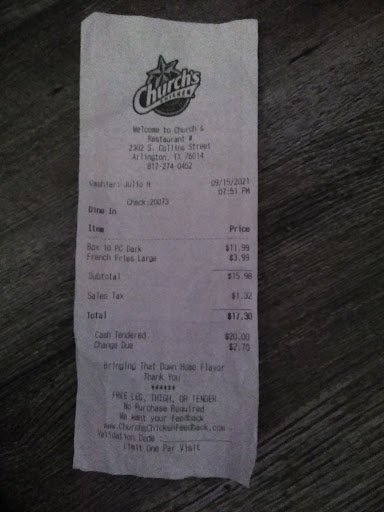 Church's
CHICKEN
Welcome to Church's
Restaurant #
2302 S. Collins Street
Arlington, TX 76014
817-274-0452
Cashier: Julio H
09/15/2021
07:51 PM
Check:20073
Dine In
Item Price
Box 10 PC Dark $11.99
French Fries Large $3.99
Subtotal $15.98
Sales Tax $1.32
Total $17.30
Cash Tendered $20.00
Change Due $2.70
Bringing That Down Home Flavor
Thank You
******
FREE LEG, THIGH, OR TENDER
No Purchase Required
We want your feedback
www.ChurchsChickenFeedback.com
Validation Code :
Limit One Per Visit